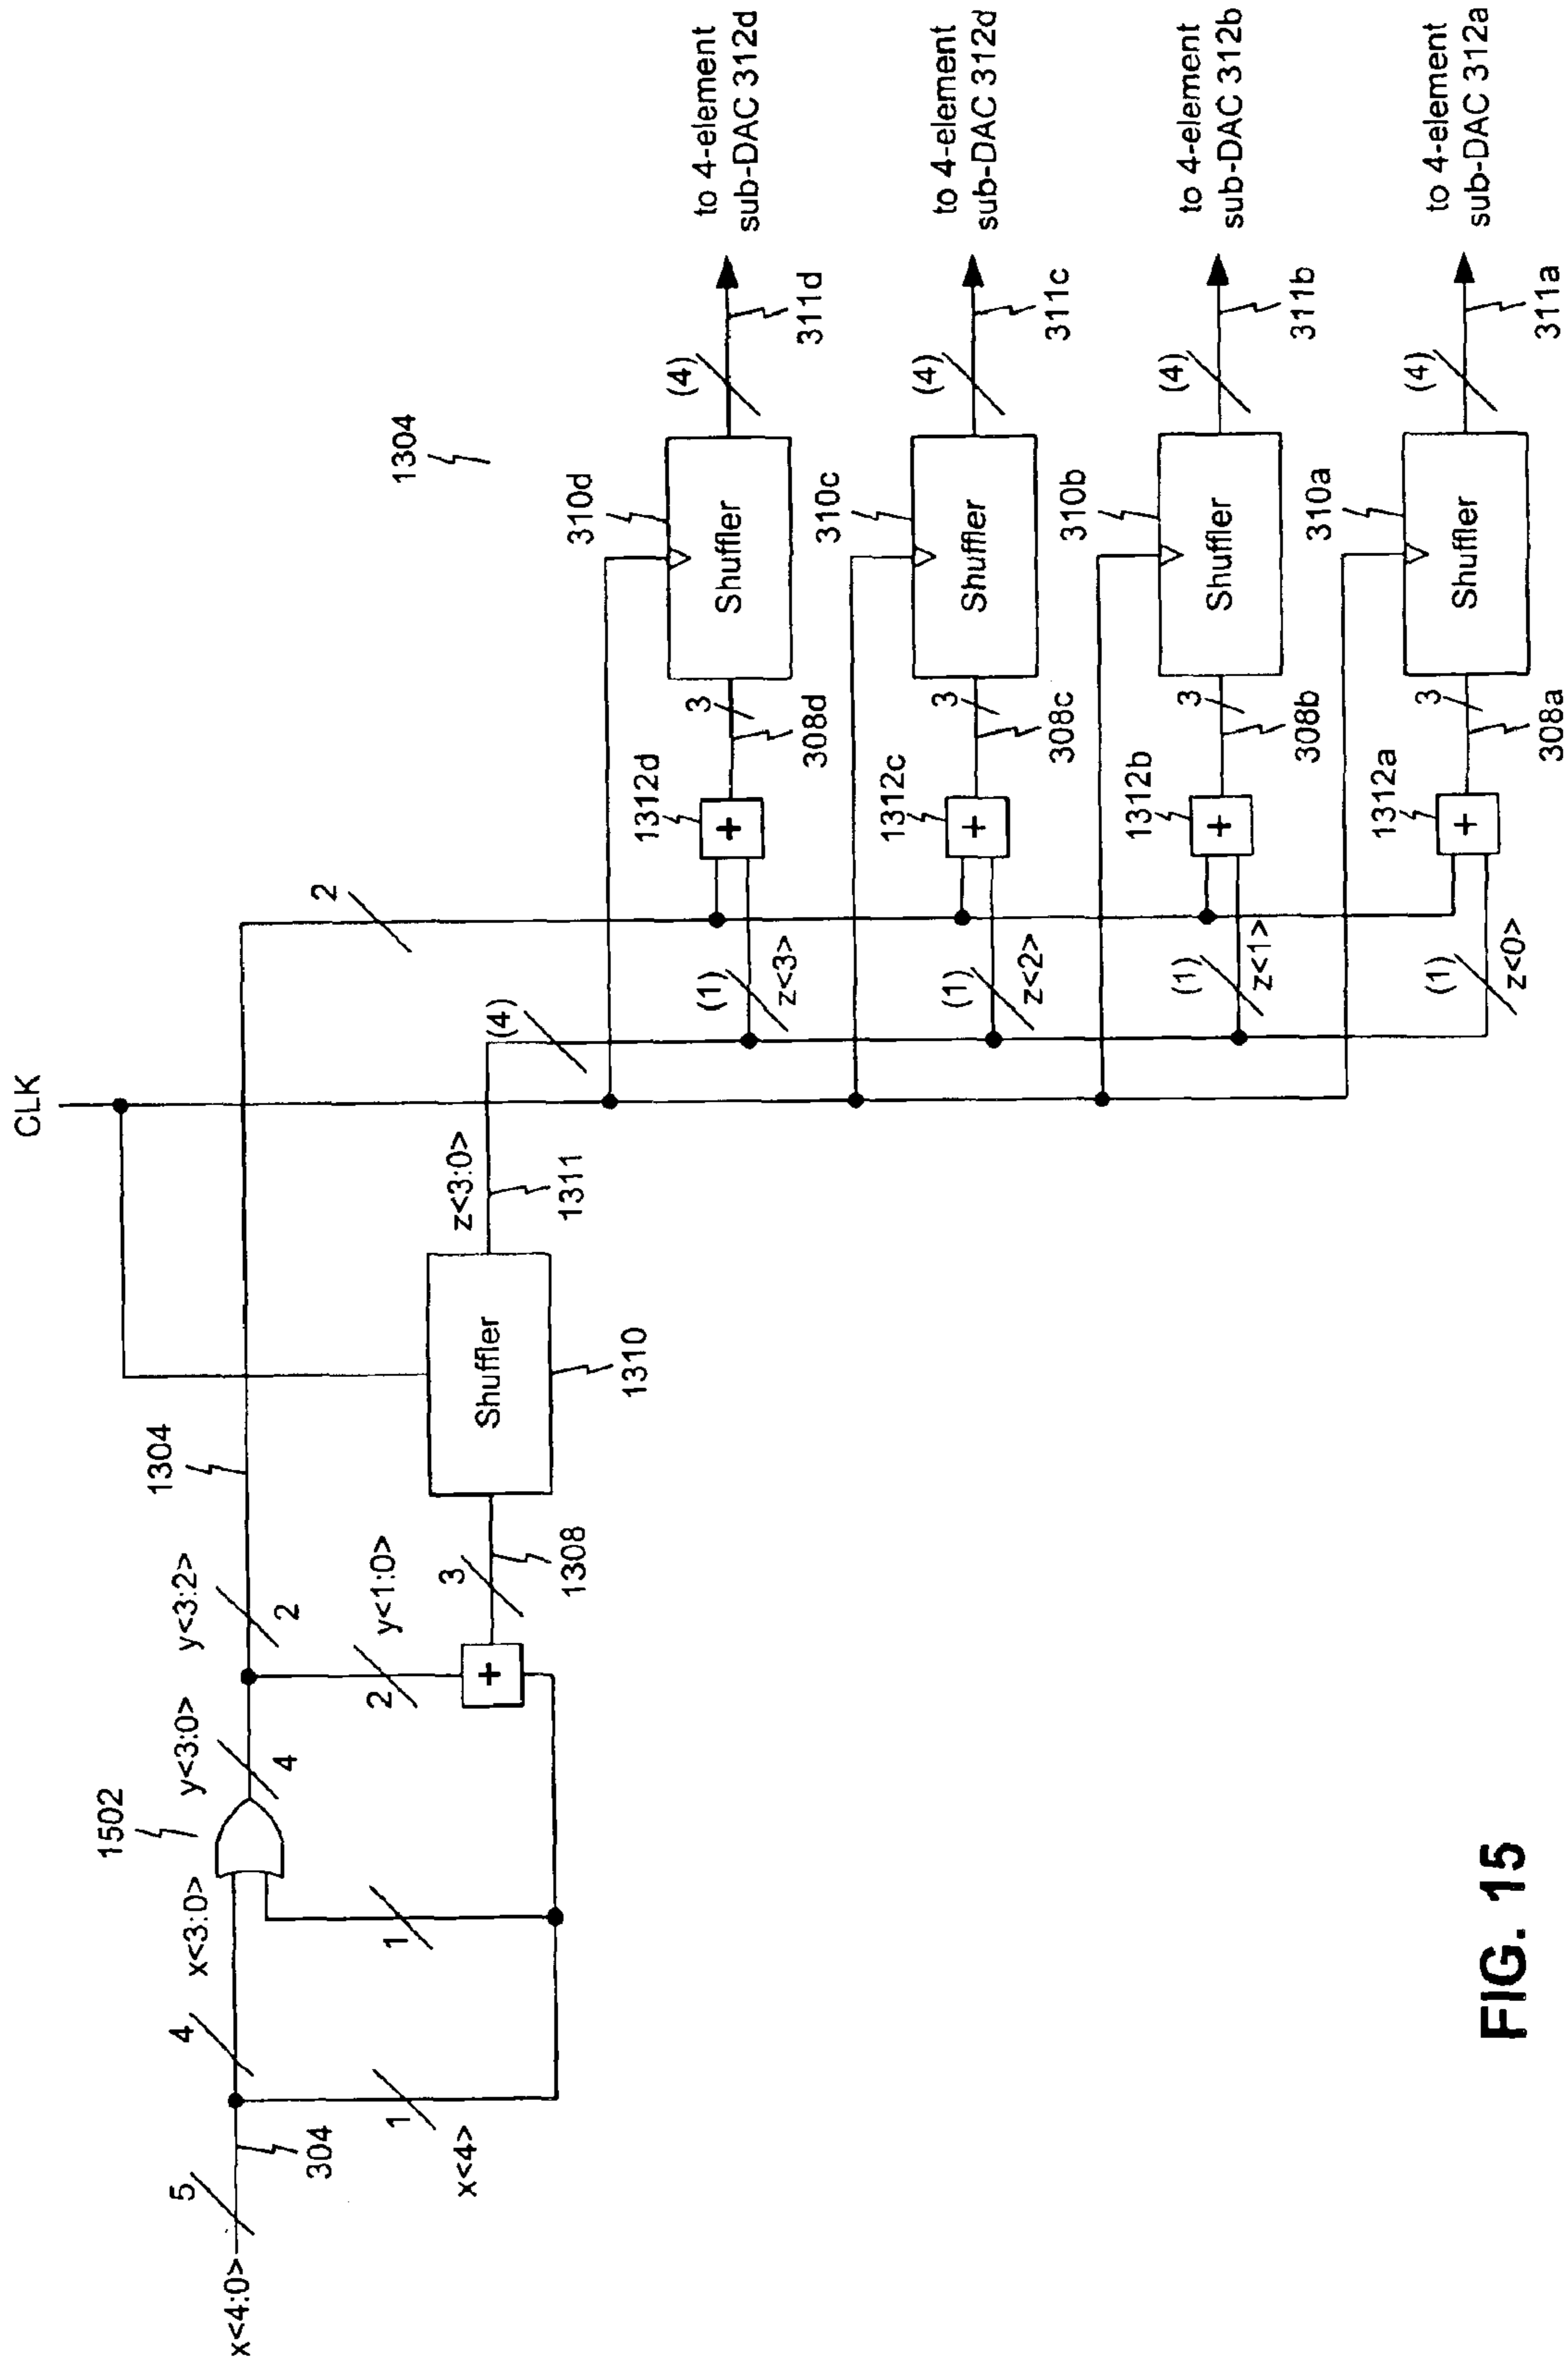 CLK
1304
x<4:0>
5
304
4
x<3:0>
1502
y<3:0>
4
y<3:2>
2
1304
2
1
x<4>
1
2
y<1:0>
+
3
1308
Shuffler
1310
z<3:0>
1311
(4)
(1)
z<3>
1312d
+
3
308d
310d
Shuffler
(4)
311d
to 4-element
sub-DAC 312d
(1)
z<2>
1312c
+
3
308c
310c
Shuffler
(4)
311c
to 4-element
sub-DAC 312d
(1)
z<1>
1312b
+
3
308b
310b
Shuffler
(4)
311b
to 4-element
sub-DAC 312b
(1)
z<0>
1312a
+
3
308a
310a
Shuffler
(4)
311a
to 4-element
sub-DAC 312a
FIG. 15